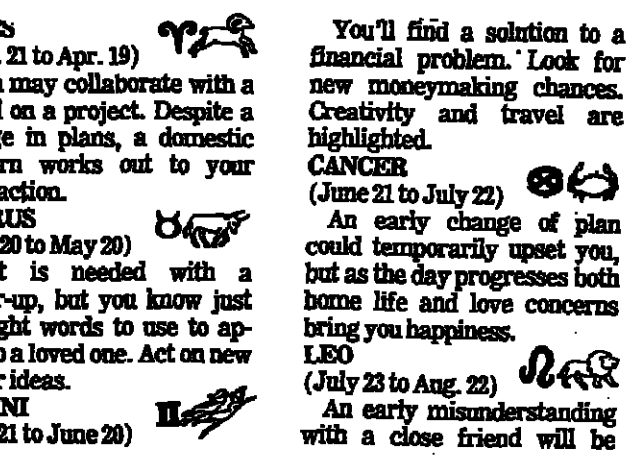 21 to Apr. 19)
may collaborate with a
on a project. Despite a
in plans, a domestic
works out to your
20 to May 20)
is needed with a
-up, but you know just
words to use to ap-
a loved one. Act on new
ideas.
21 to June 20)
You'll find a solution to a
financial problem. Look for
new moneymaking chances.
Creativity and travel are
highlighted.
CANCER
(June 21 to July 22)
An early change of plan
could temporarily upset you,
but as the day progresses both
home life and love concerns
bring you happiness.
LEO
(July 23 to Aug. 22)
An early misunderstanding
with a close friend will be